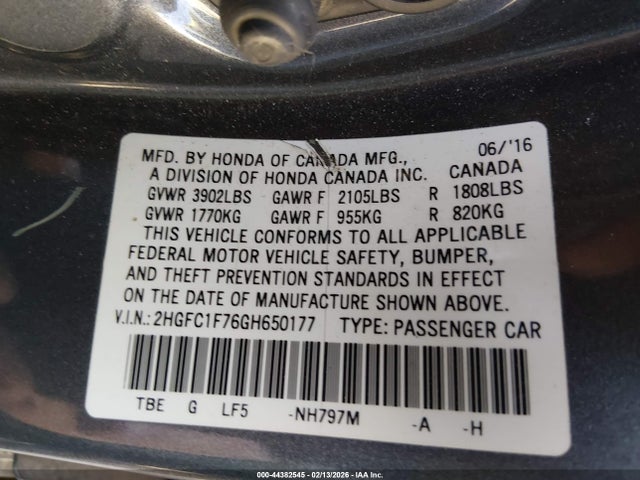 06/'16
MFD. BY HONDA OF CANADA MFG.,
A DIVISION OF HONDA CANADA INC. CANADA
GVWR 3902LBS GAWR F 2105LBS R 1808LBS
GVWR 1770KG GAWR F 955KG R 820KG
THIS VEHICLE CONFORMS TO ALL APPLICABLE
FEDERAL MOTOR VEHICLE SAFETY, BUMPER,
AND THEFT PREVENTION STANDARDS IN EFFECT
ON THE DATE OF MANUFACTURE SHOWN ABOVE.
V.I.N.: 2HGFC1F76GH650177 TYPE: PASSENGER CAR
TBE G LF5 -NH797M -A -H
000-44382545 - 02/13/2026 - IAA Inc.